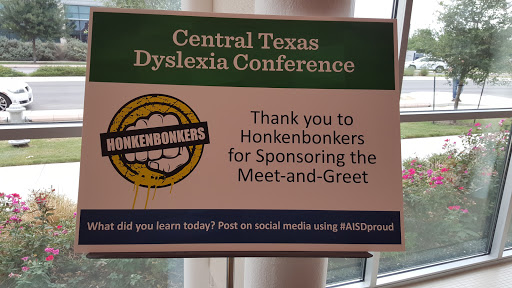 Central Texas
Dyslexia Conference
HONKENBONKERS
Thank you to
Honkenbonkers
for Sponsoring the
Meet-and-Greet
What did you learn today? Post on social media using #AISDproud